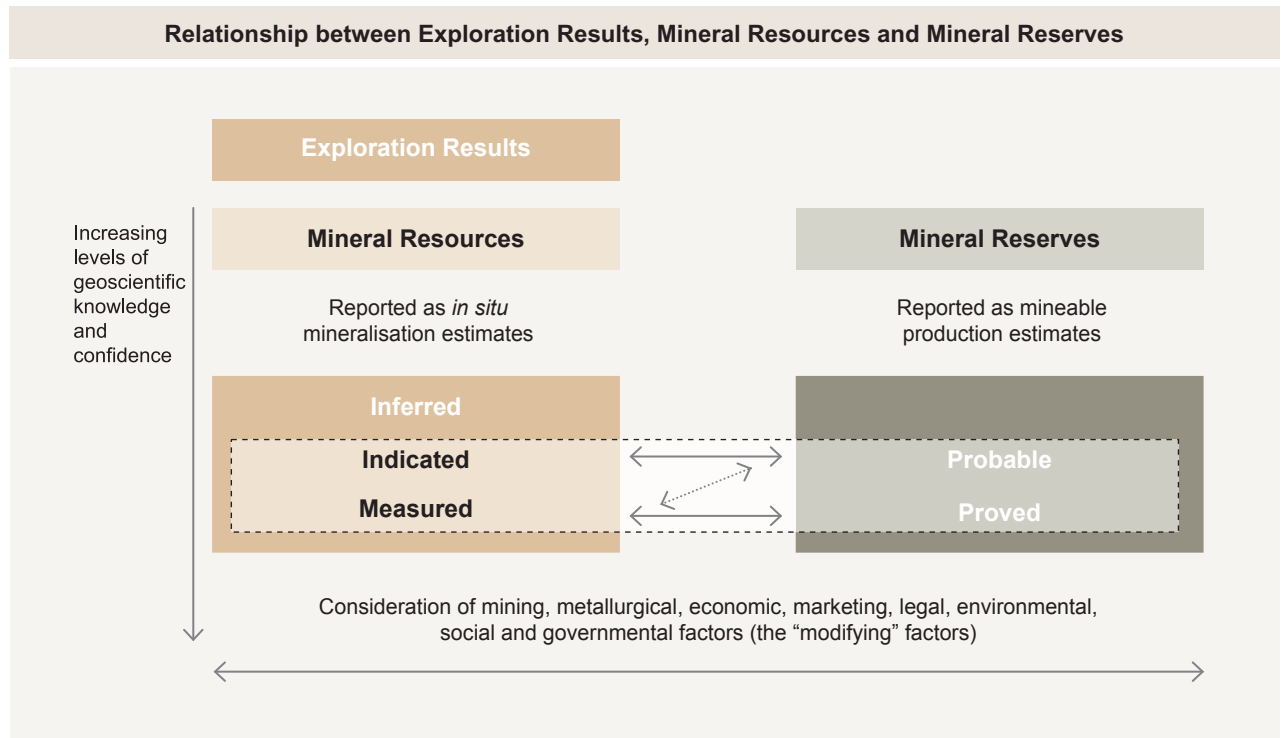 Relationship between Exploration Results, Mineral Resources and Mineral Reserves
Exploration Results
Increasing
levels of
geoscientific
knowledge
and
confidence
Mineral Resources
Mineral Reserves
Reported as in situ
mineralisation estimates
Reported as mineable
production estimates
Inferred
Indicated
Measured
Probable
Proved
Consideration of mining, metallurgical, economic, marketing, legal, environmental,
social and governmental factors (the “modifying” factors)